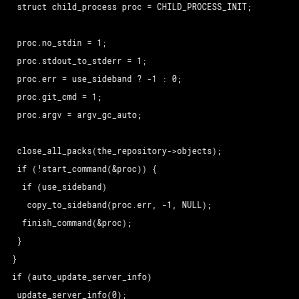 struct child_process proc = CHILD_PROCESS_INIT;
proc.no_stdin = 1;
proc.stdout_to_stderr = 1;
proc.err = use_sideband ? -1 : 0;
proc.git_cmd = 1;
proc.argv = argv_gc_auto;
close_all_packs(the_repository->objects);
if (!start_command(&proc)) {
if (use_sideband)
copy_to_sideband(proc.err, -1, NULL);
finish_command(&proc);
}
}
if (auto_update_server_info)
update_server_info(0);